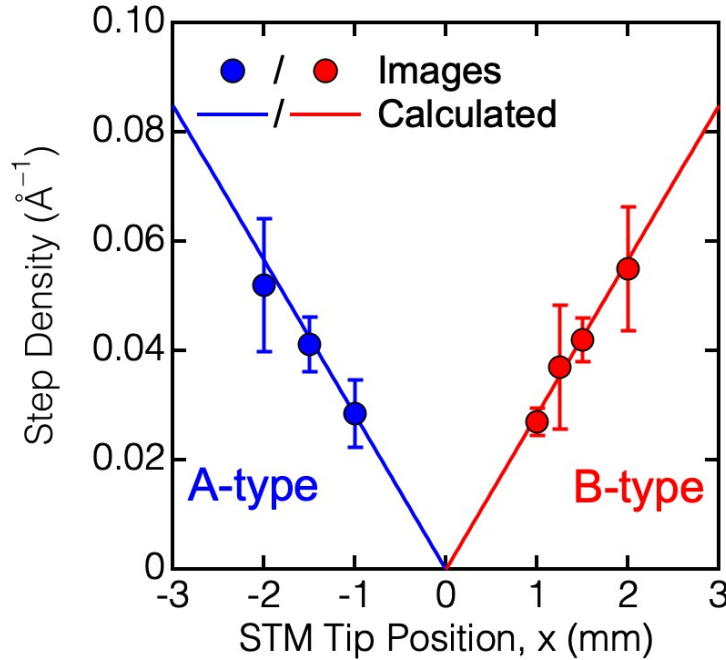 0.10
/ Images
/ Calculated
0.08
0.06
0.04
0.02
0
Step Density (Å⁻¹)
A-type
B-type
-3 -2 -1 0 1 2 3
STM Tip Position, x (mm)